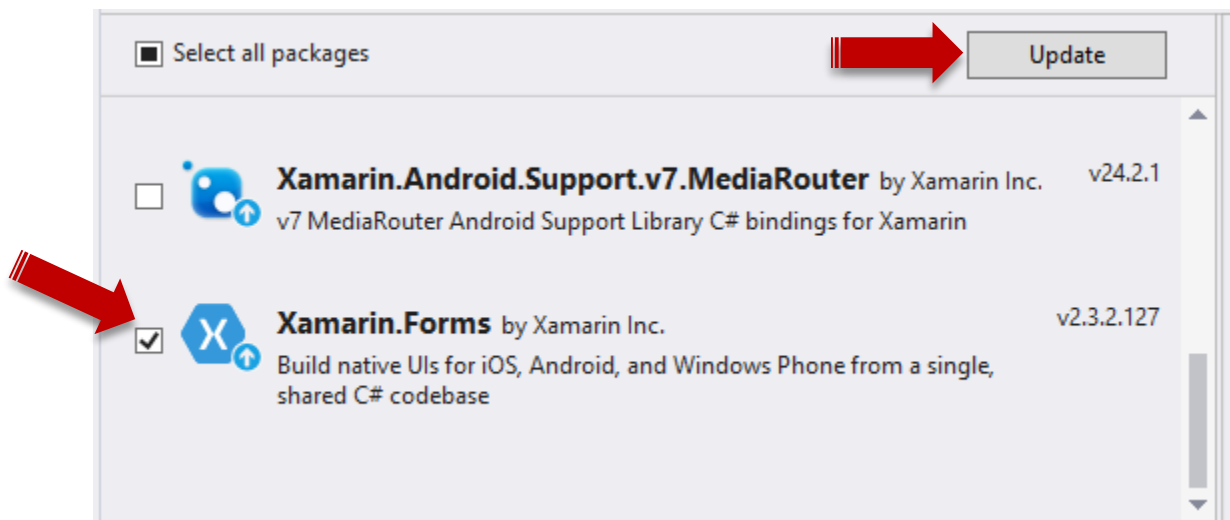 Select all packages
Update
Xamarin.Android.Support.v7.MediaRouter by Xamarin Inc. v24.2.1
v7 MediaRouter Android Support Library C# bindings for Xamarin
Xamarin.Forms by Xamarin Inc. v2.3.2.127
Build native UIs for iOS, Android, and Windows Phone from a single,
shared C# codebase